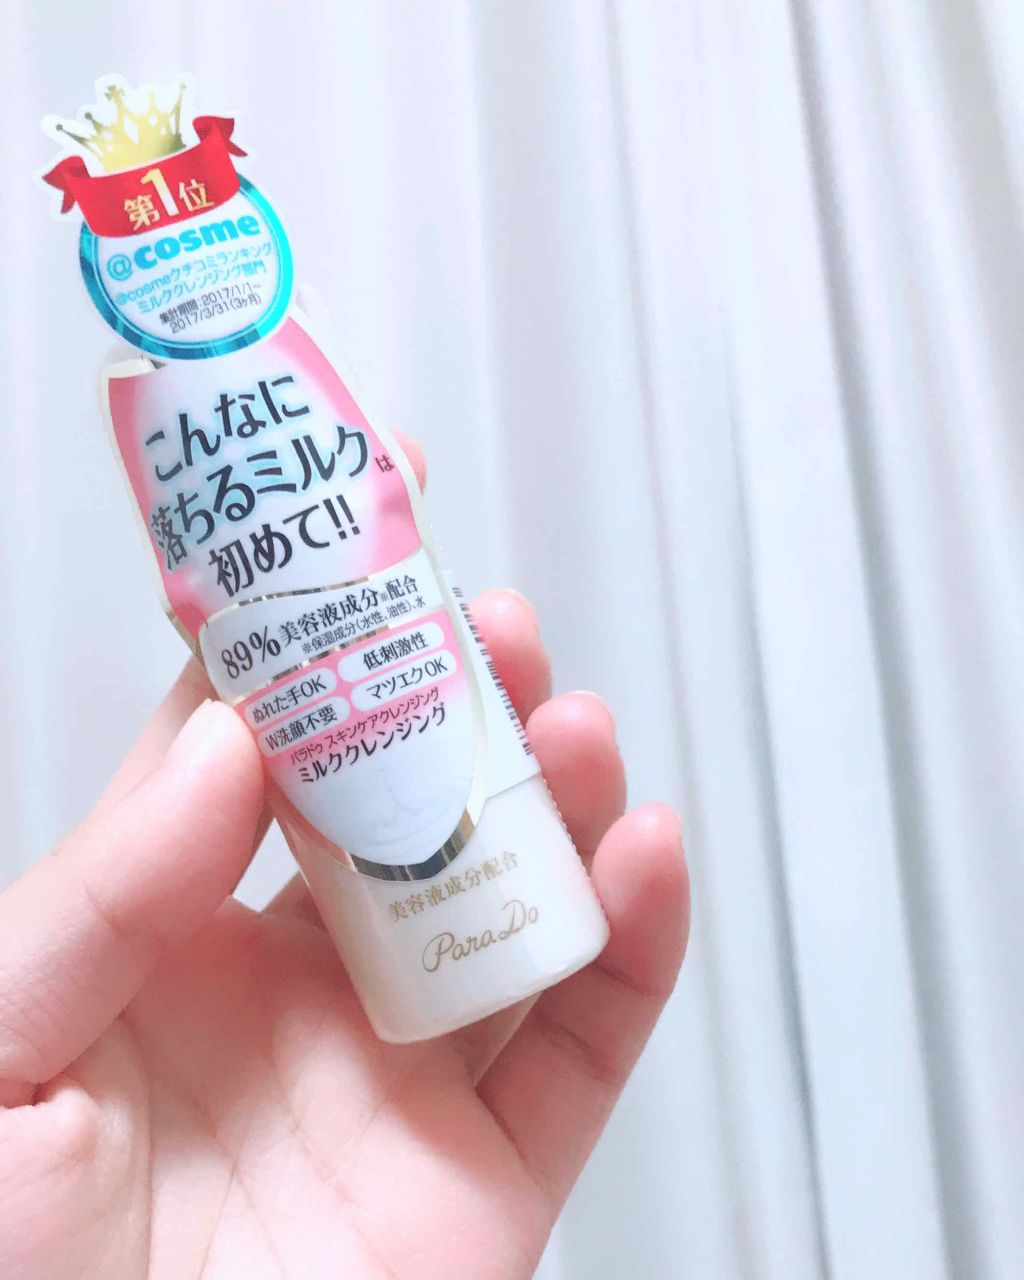 第1位
@cosme
@cosmeクチコミランキング
ミルククレンジング部門
集計期間:2017/1/1~
2017/3/31(3ヶ月)
こんなに
落ちるミルクは
初めて!!
89%美容液成分※配合
※保湿成分(水性、油性)、水
ぬれた手OK 低刺激性
W洗顔不要 マツエクOK
パラドゥ スキンケアクレンジング
ミルククレンジング
美容液成分配合
ParaDo